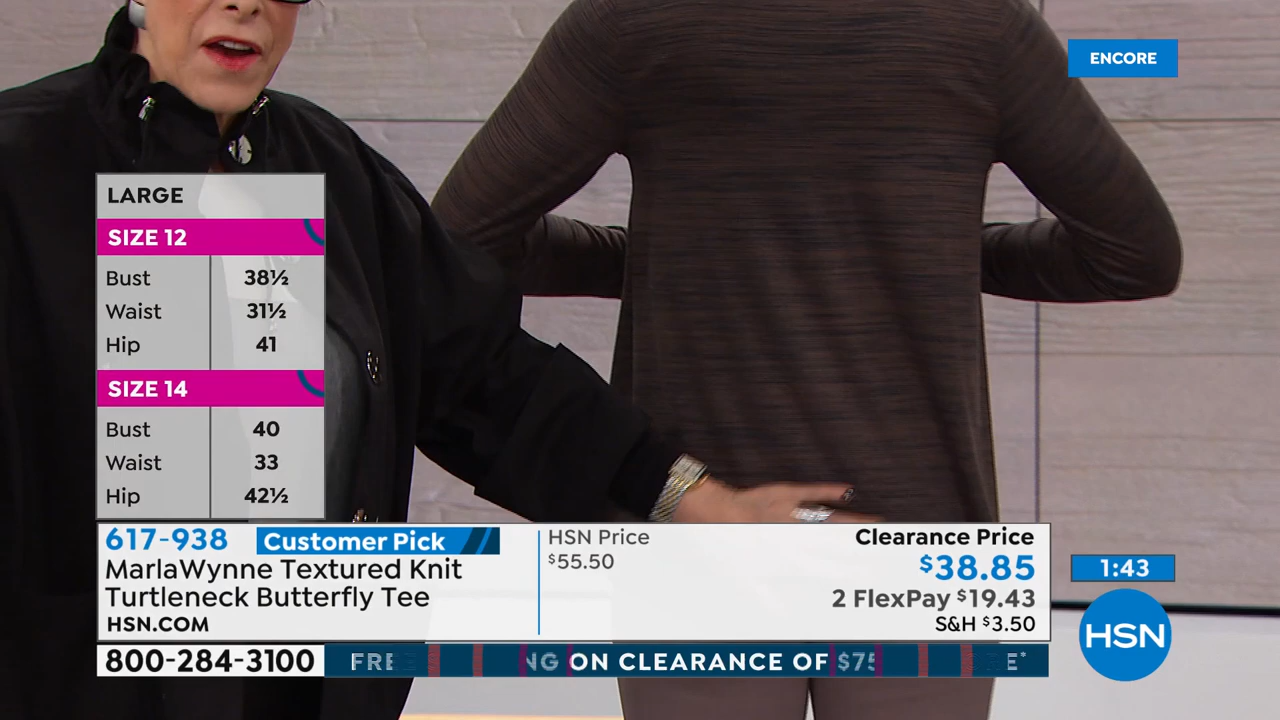 ENCORE
LARGE
SIZE 12
Bust 38½
Waist 31½
Hip 41
SIZE 14
Bust 40
Waist 33
Hip 42½
617-938 Customer Pick
MarlaWynne Textured Knit
Turtleneck Butterfly Tee
HSN.COM
HSN Price
$55.50
Clearance Price
$38.85
2 FlexPay $19.43
S&H $3.50
1:43
HSN
800-284-3100
ON CLEARANCE OF